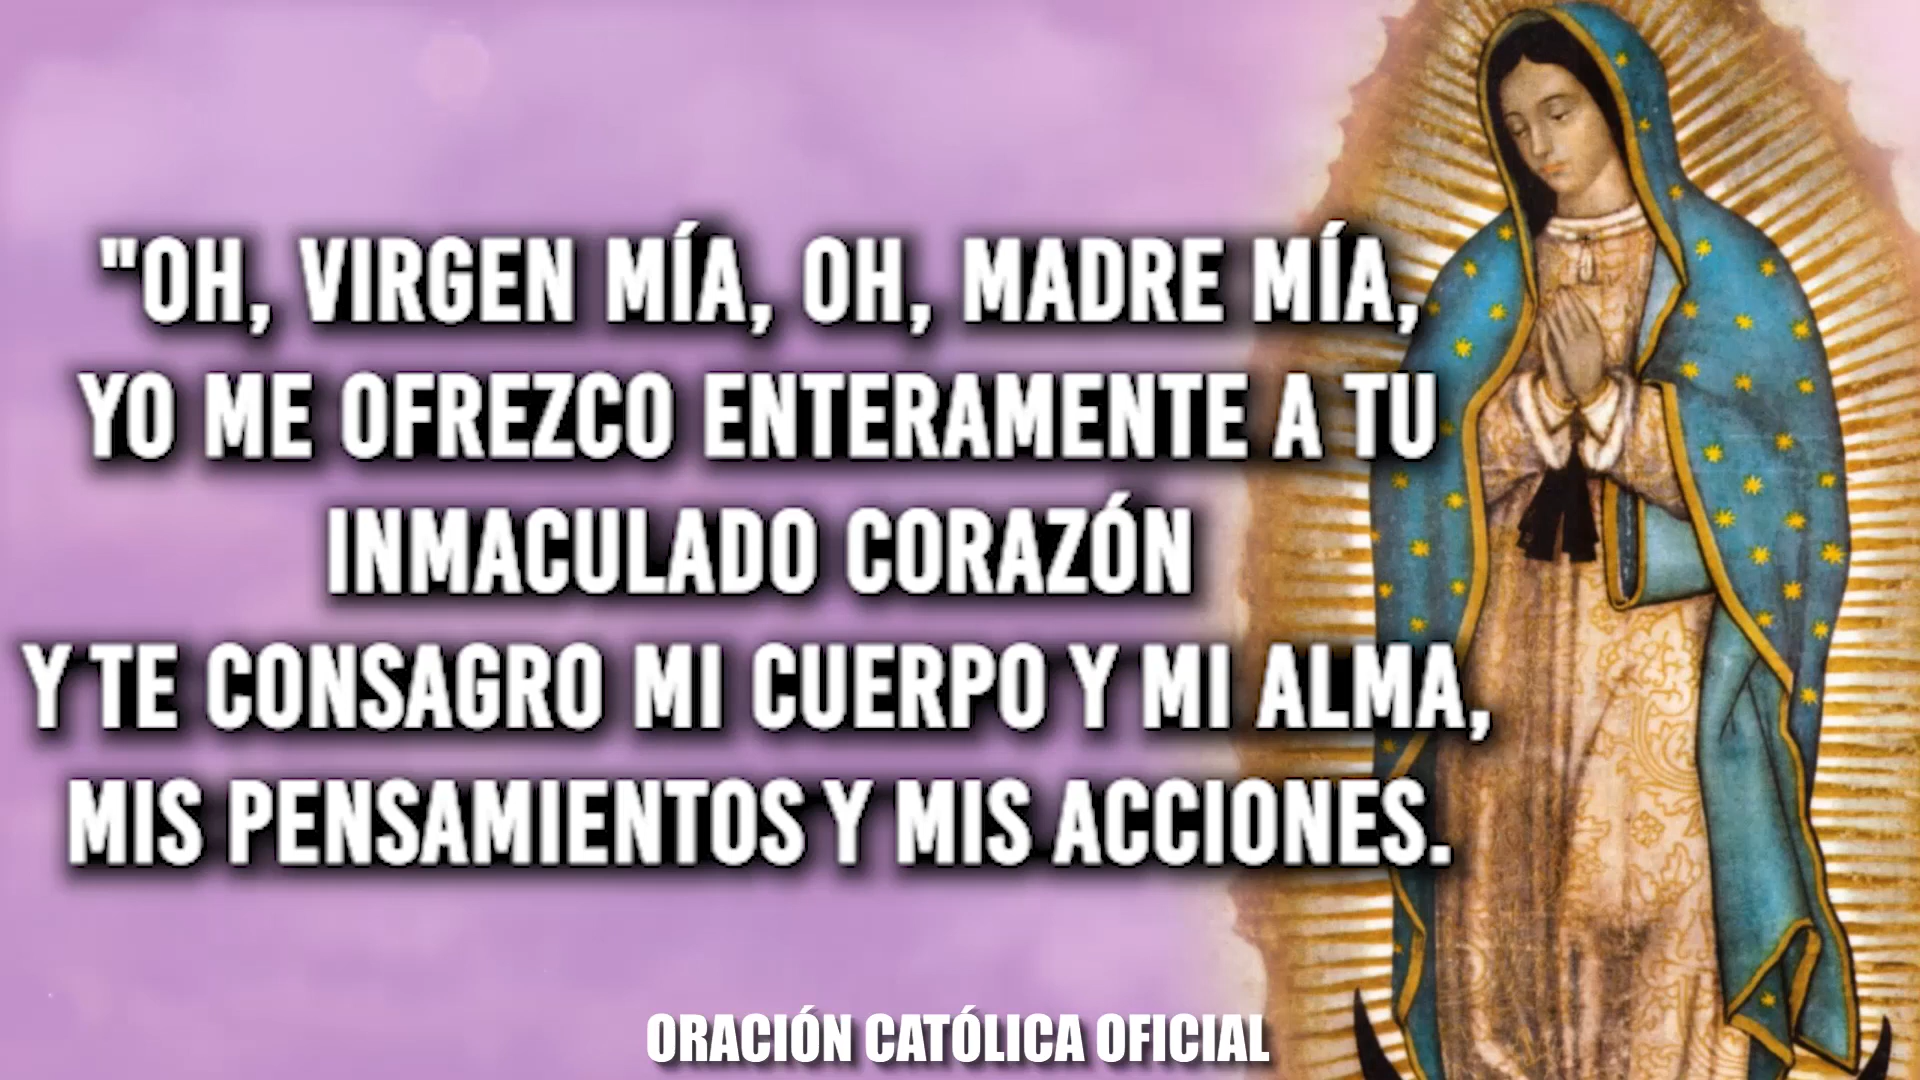 "OH, VIRGEN MÍA, OH, MADRE MÍA,
YO ME OFREZCO ENTERAMENTE A TU
INMACULADO CORAZÓN
Y TE CONSAGRO MI CUERPO Y MI ALMA,
MIS PENSAMIENTOS Y MIS ACCIONES.
ORACIÓN CATÓLICA OFICIAL